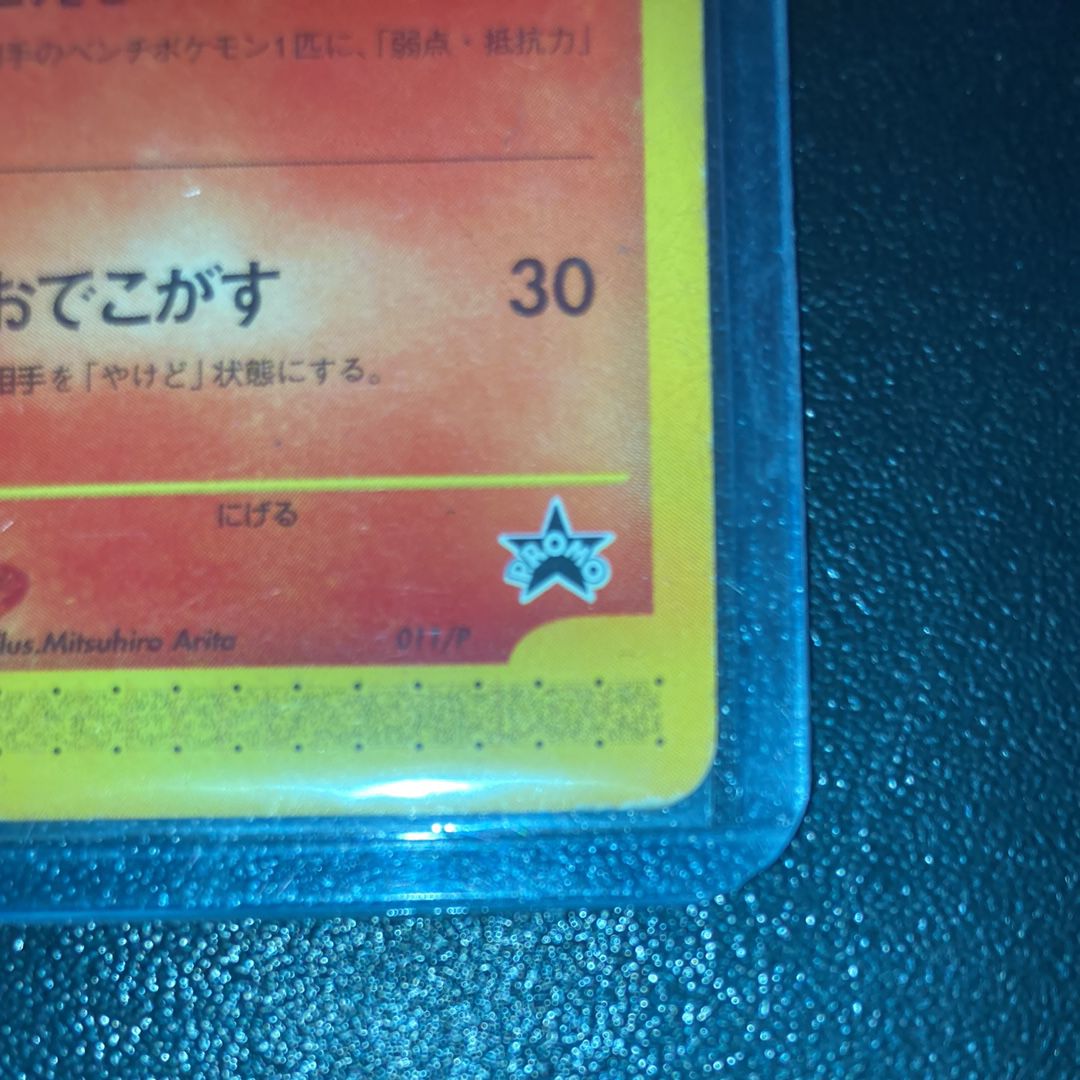 手のベンチポケモン1匹に、「弱点・抵抗力」
おでこがす 30
相手を「やけど」状態にする。
にげる
PROMO
Illus.Mitsuhiro Arita 011/P